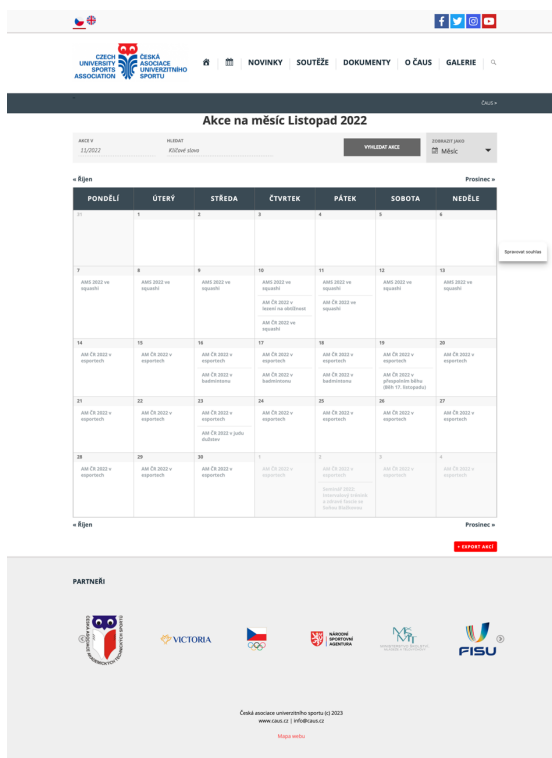 CZECH
UNIVERSITY
SPORTS
ASSOCIATION
ČESKÁ
ASOCIACE
UNIVERZITNÍHO
SPORTU
NOVINKY SOUTĚŽE DOKUMENTY O ČAUS GALERIE
ČAUS »
Akce na měsíc Listopad 2022
AKCE V HLEDAT ZOBRAZIT JAKO
11/2022 Klíčové slova VYHLEDAT AKCE Měsíc
« Říjen Prosinec »
PONDĚLÍ ÚTERÝ STŘEDA ČTVRTEK PÁTEK SOBOTA NEDĚLE
31 1 2 3 4 5 6
Spravovat souhlas
7 8 9 10 11 12 13
AMS 2022 ve AMS 2022 ve AMS 2022 ve AMS 2022 ve AMS 2022 ve AMS 2022 ve AMS 2022 ve
squashi squashi squashi squashi squashi squashi squashi
AM ČR 2022 v AM ČR 2022 ve
lezení na obtížnost squashi
AM ČR 2022 ve
squashi
14 15 16 17 18 19 20
AM ČR 2022 v AM ČR 2022 v AM ČR 2022 v AM ČR 2022 v AM ČR 2022 v AM ČR 2022 v AM ČR 2022 v
esportech esportech esportech esportech esportech esportech esportech
AM ČR 2022 v AM ČR 2022 v AM ČR 2022 v AM ČR 2022 v
badmintonu badmintonu badmintonu přespolním běhu
(Běh 17. listopadu)
21 22 23 24 25 26 27
AM ČR 2022 v AM ČR 2022 v AM ČR 2022 v AM ČR 2022 v AM ČR 2022 v AM ČR 2022 v AM ČR 2022 v
esportech esportech esportech esportech esportech esportech esportech
AM ČR 2022 v judu
družstev
28 29 30 1 2 3 4
AM ČR 2022 v AM ČR 2022 v AM ČR 2022 v AM ČR 2022 v AM ČR 2022 v AM ČR 2022 v AM ČR 2022 v
esportech esportech esportech esportech esportech esportech esportech
Seminář 2022
« Říjen Prosinec »
+ EXPORT AKCÍ
PARTNEŘI
ČESKÁ ASOCIACE AKADEMICKÝCH TECHNICKÝCH SPORTŮ
VICTORIA
NÁRODNÍ
SPORTOVNÍ
AGENTURA
FISU
Česká asociace univerzitního sportu (c) 2023
www.caus.cz | info@caus.cz
Mapa webu